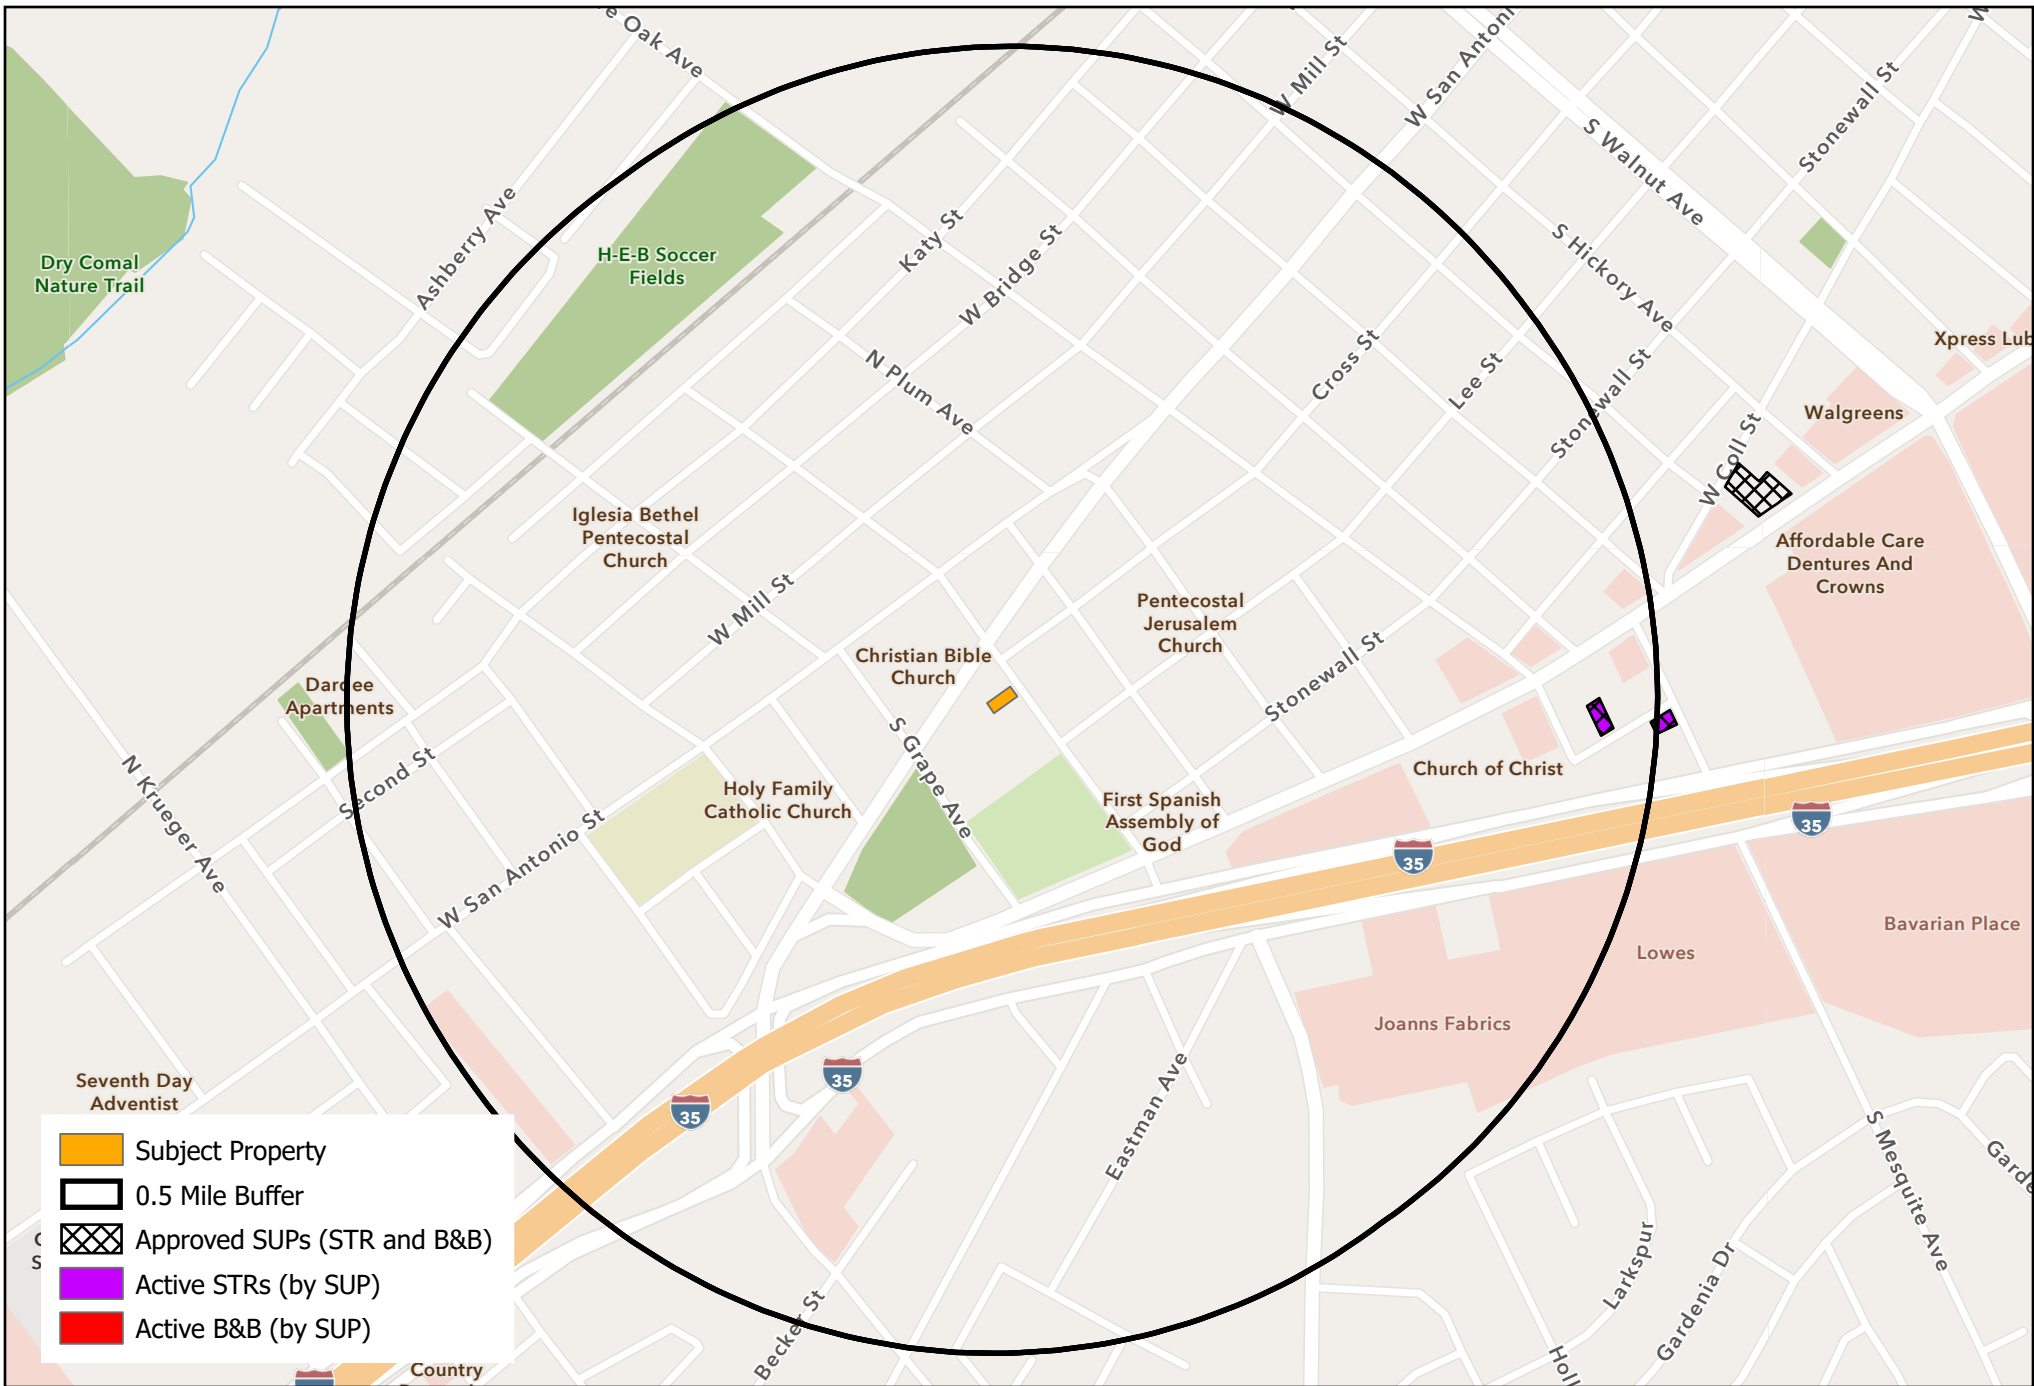 e Oak Ave
W Mill St
W San Antoni
Stonewall St
S Walnut Ave
Ashberry Ave
Katy St
W Bridge St
S Hickory Ave
H-E-B Soccer
Fields
Dry Comal
Nature Trail
Xpress Lub
N Plum Ave
Cross St
Lee St
Stonewall St
Walgreens
W Coll St
Iglesia Bethel
Pentecostal
Church
Affordable Care
Dentures And
Crowns
W Mill St
Pentecostal
Jerusalem
Church
Christian Bible
Church
Stonewall St
Apartments
S Grape Ave
N Krueger Ave
Second St
Holy Family
Catholic Church
First Spanish
Assembly of
God
Church of Christ
35
35
W San Antonio St
Bavarian Place
Lowes
Joanns Fabrics
35
35
Eastman Ave
Seventh Day
Adventist
S Mesquite Ave
Garde
Larkspur
Gardenia Dr
Becker St
Holl
Country
Subject Property
0.5 Mile Buffer
Approved SUPs (STR and B&B)
Active STRs (by SUP)
Active B&B (by SUP)